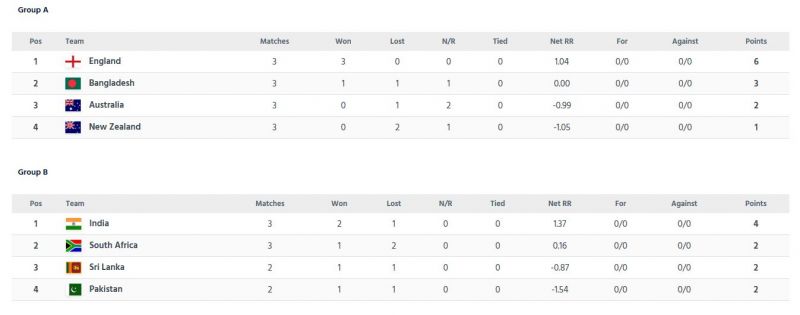 Group A
Pos Team Matches Won Lost N/R Tied Net RR For Against Points
1 England 3 3 0 0 0 1.04 0/0 0/0 6
2 Bangladesh 3 1 1 1 0 0.00 0/0 0/0 3
3 Australia 3 0 1 2 0 -0.99 0/0 0/0 2
4 New Zealand 3 0 2 1 0 -1.05 0/0 0/0 1
Group B
Pos Team Matches Won Lost N/R Tied Net RR For Against Points
1 India 3 2 1 0 0 1.37 0/0 0/0 4
2 South Africa 3 1 2 0 0 0.16 0/0 0/0 2
3 Sri Lanka 2 1 1 0 0 -0.87 0/0 0/0 2
4 Pakistan 2 1 1 0 0 -1.54 0/0 0/0 2